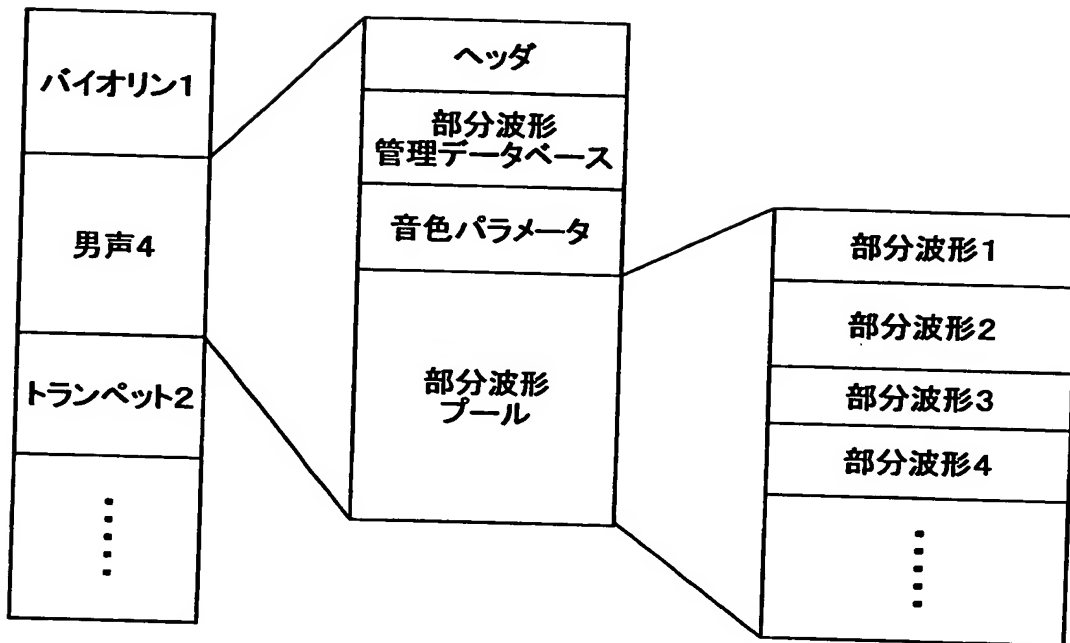 バイオリン1
男声4
トランペット2
ヘッダ
部分波形
管理データベース
音色パラメータ
部分波形
プール
部分波形1
部分波形2
部分波形3
部分波形4